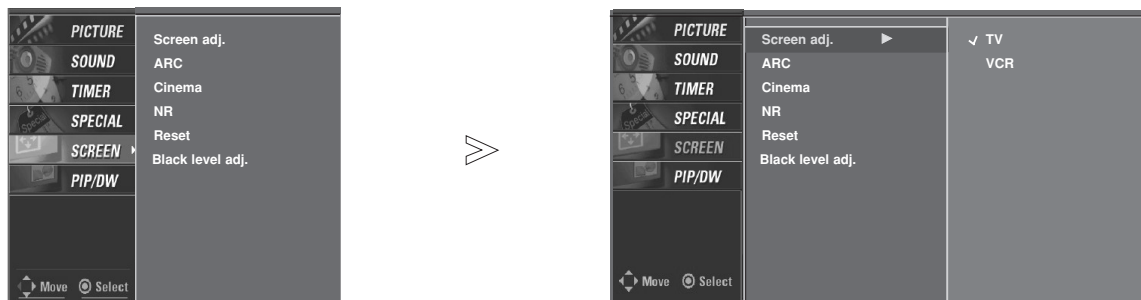 PICTURE
SOUND
TIMER
SPECIAL
SCREEN
PIP/DW
Move Select
Screen adj.
ARC
Cinema
NR
Reset
Black level adj.
PICTURE
SOUND
TIMER
SPECIAL
SCREEN
PIP/DW
Move Select
Screen adj.
ARC
Cinema
NR
Reset
Black level adj.
TV
VCR